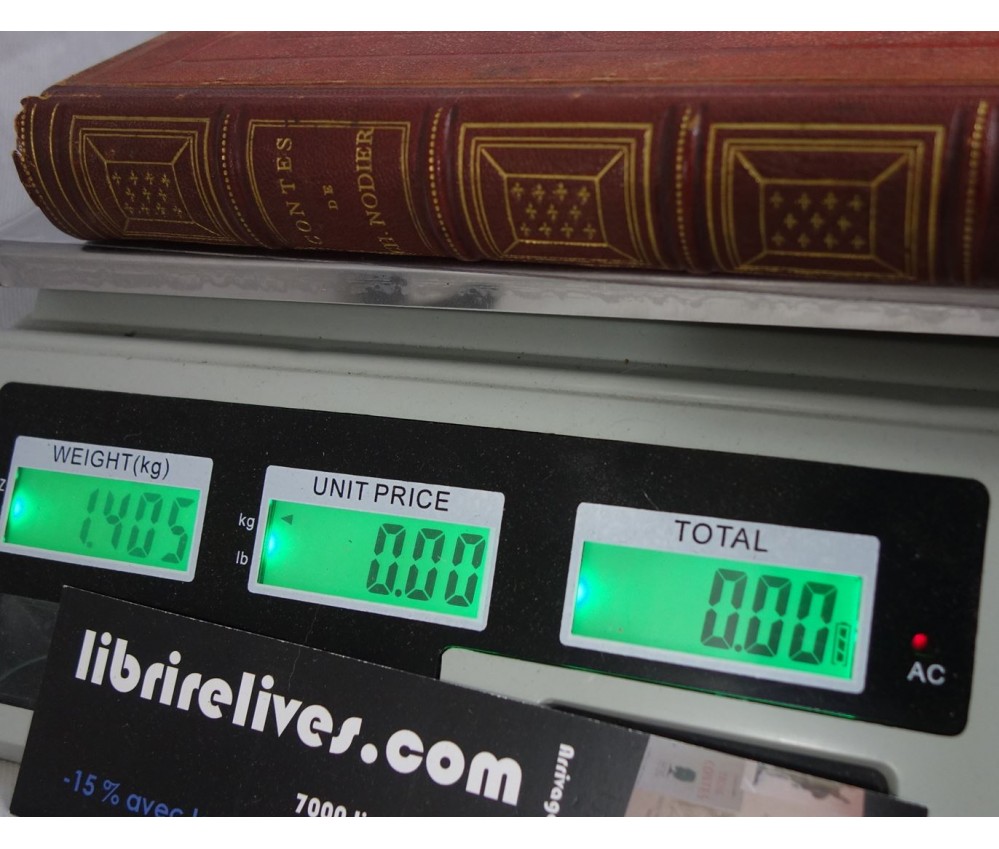 CONTES
DE
CH. NODIER
WEIGHT(kg)
1.405
UNIT PRICE
kg
lb
0.00
TOTAL
0.00
AC
librirelives.com
-15 % avec
7000